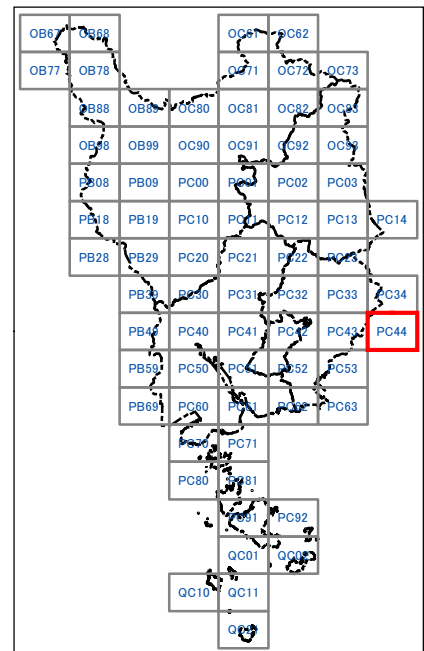 OB67 OB68 OC61 OC62
OB77 OB78 OC71 OC72 OC73
OB88 OB89 OC80 OC81 OC82 OC83
OB98 OB99 OC90 OC91 OC92 OC93
PB08 PB09 PC00 PC01 PC02 PC03
PB18 PB19 PC10 PC11 PC12 PC13 PC14
PB28 PB29 PC20 PC21 PC22 PC23
PB39 PC30 PC31 PC32 PC33 PC34
PB49 PC40 PC41 PC42 PC43 PC44
PB59 PC50 PC51 PC52 PC53
PB69 PC60 PC61 PC62 PC63
PC70 PC71
PC80 PC81
PC91 PC92
QC01 QC02
QC10 QC11
QC21